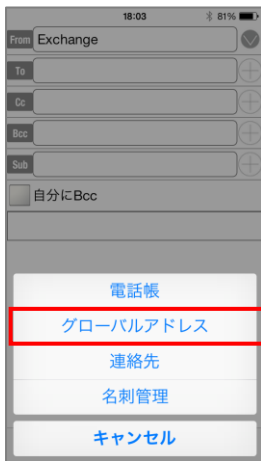 18:03 81%
From Exchange
To
Cc
Bcc
Sub
自分にBcc
電話帳
グローバルアドレス
連絡先
名刺管理
キャンセル